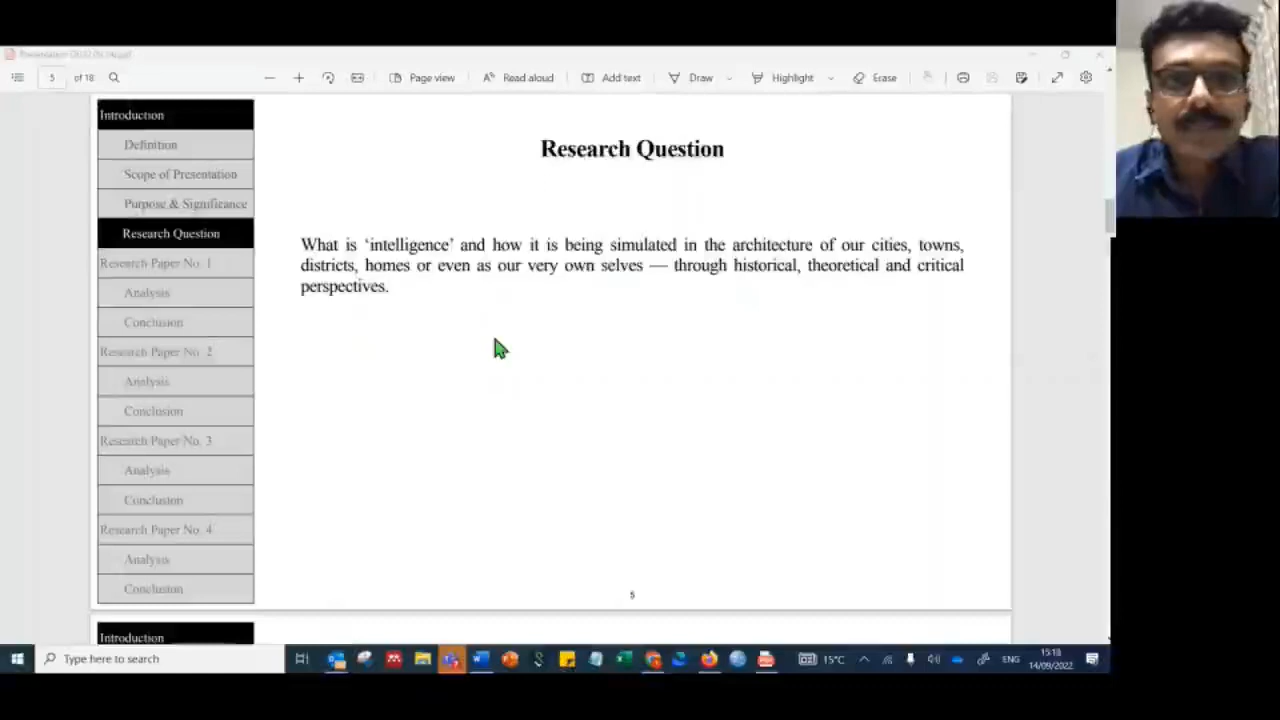 5 of 18
Page view
Read aloud
Add text
Draw
Highlight
Erase
Introduction
Definition
Scope of Presentation
Purpose & Significance
Research Question
Research Paper No. 1
Analysis
Conclusion
Research Paper No. 2
Analysis
Conclusion
Research Paper No. 3
Analysis
Conclusion
Research Paper No. 4
Analysis
Conclusion
Research Question
What is ‘intelligence’ and how it is being simulated in the architecture of our cities, towns,
districts, homes or even as our very own selves — through historical, theoretical and critical
perspectives.
5
Introduction
Type here to search
15°C
ENG
15:18
14/09/2022